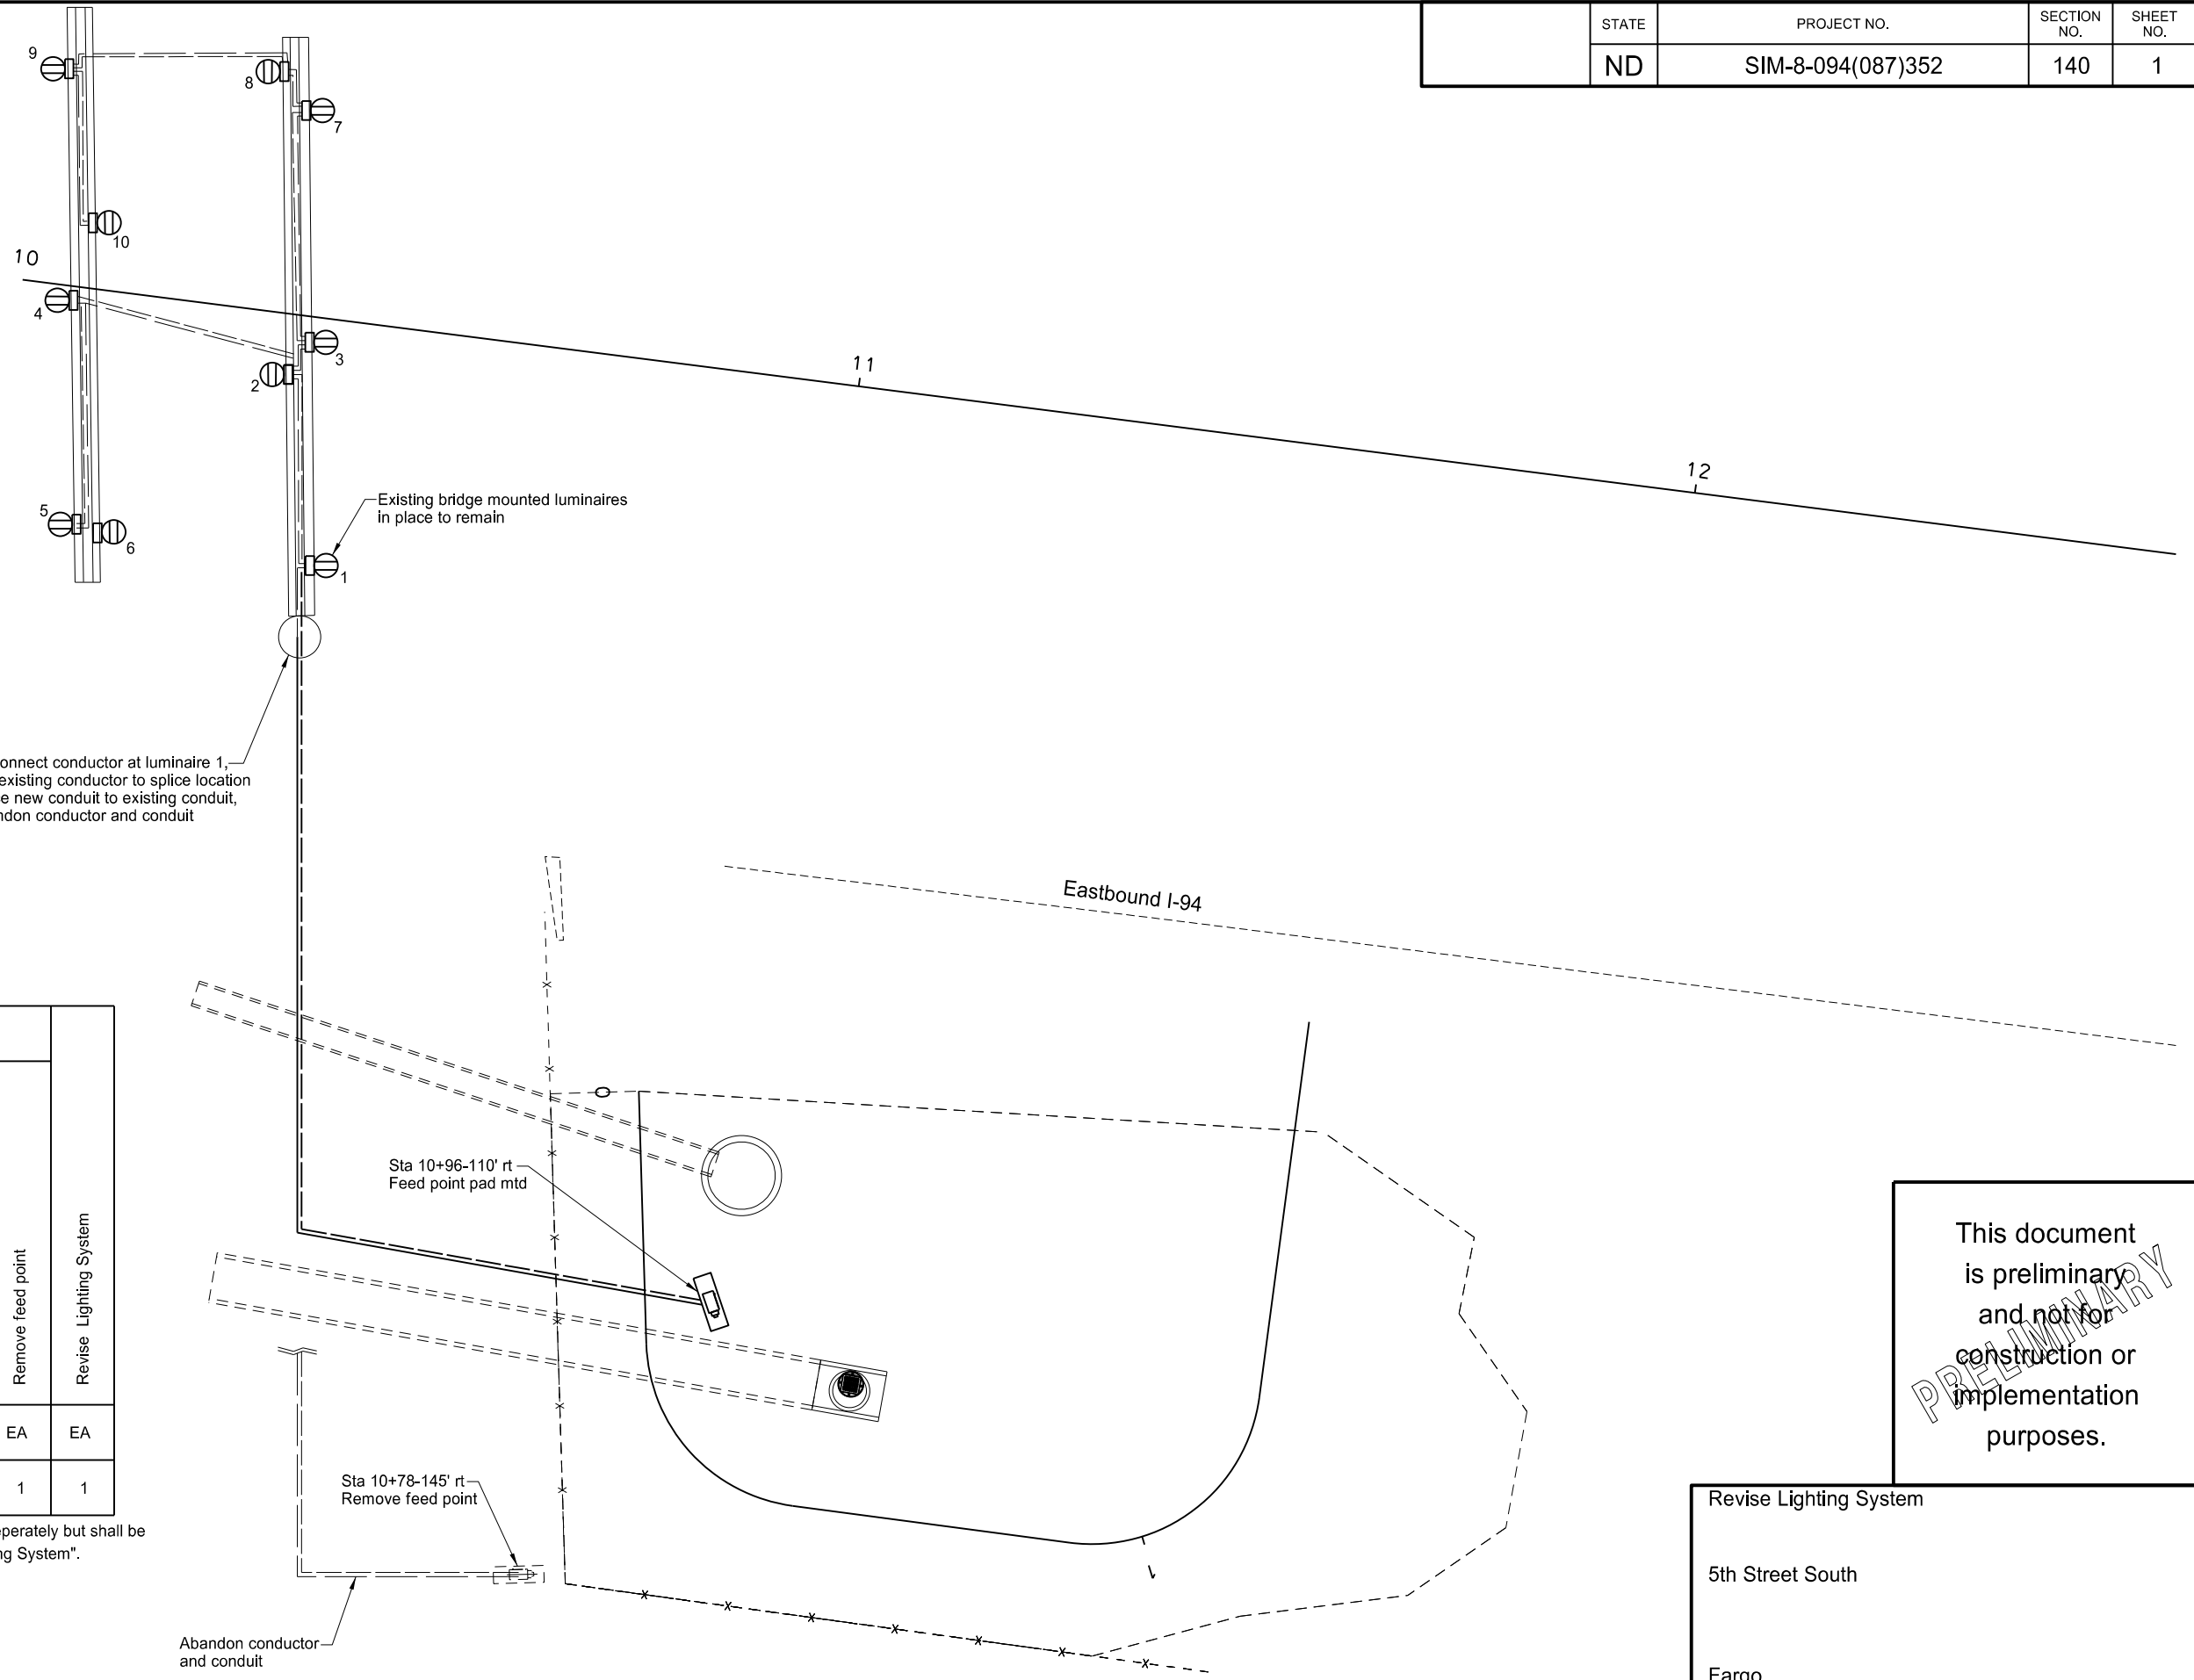 STATE
PROJECT NO.
SECTION NO.
SHEET NO.
ND
SIM-8-094(087)352
140
1
9
8
7
10
10
4
3
2
11
12
5
6
1
Existing bridge mounted luminaires
in place to remain
onnect conductor at luminaire 1,
existing conductor to splice location
e new conduit to existing conduit,
ndon conductor and conduit
Eastbound I-94
0
Sta 10+96-110' rt
Feed point pad mtd
Remove feed point
Revise Lighting System
EA
EA
1
1
eperately but shall be
ng System".
Sta 10+78-145' rt
Remove feed point
1
Abandon conductor
and conduit
This document
is preliminary
and not for
construction or
implementation
purposes.
PRELIMINARY
Revise Lighting System
5th Street South
Fargo